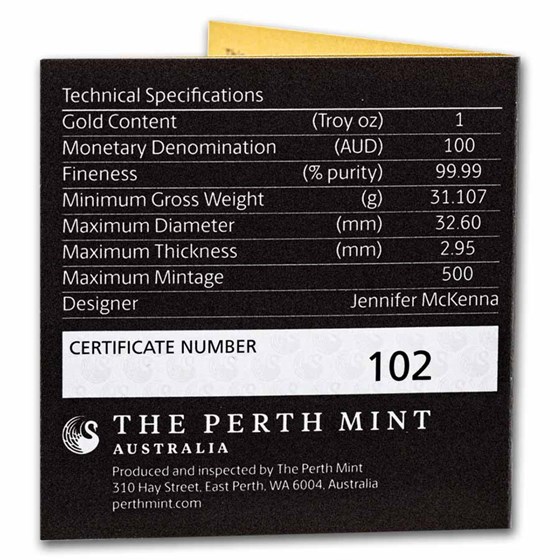 Technical Specifications
Gold Content (Troy oz) 1
Monetary Denomination (AUD) 100
Fineness (% purity) 99.99
Minimum Gross Weight (g) 31.107
Maximum Diameter (mm) 32.60
Maximum Thickness (mm) 2.95
Maximum Mintage 500
Designer Jennifer McKenna
CERTIFICATE NUMBER 102
THE PERTH MINT
AUSTRALIA
Produced and inspected by The Perth Mint
310 Hay Street, East Perth, WA 6004, Australia
perthmint.com